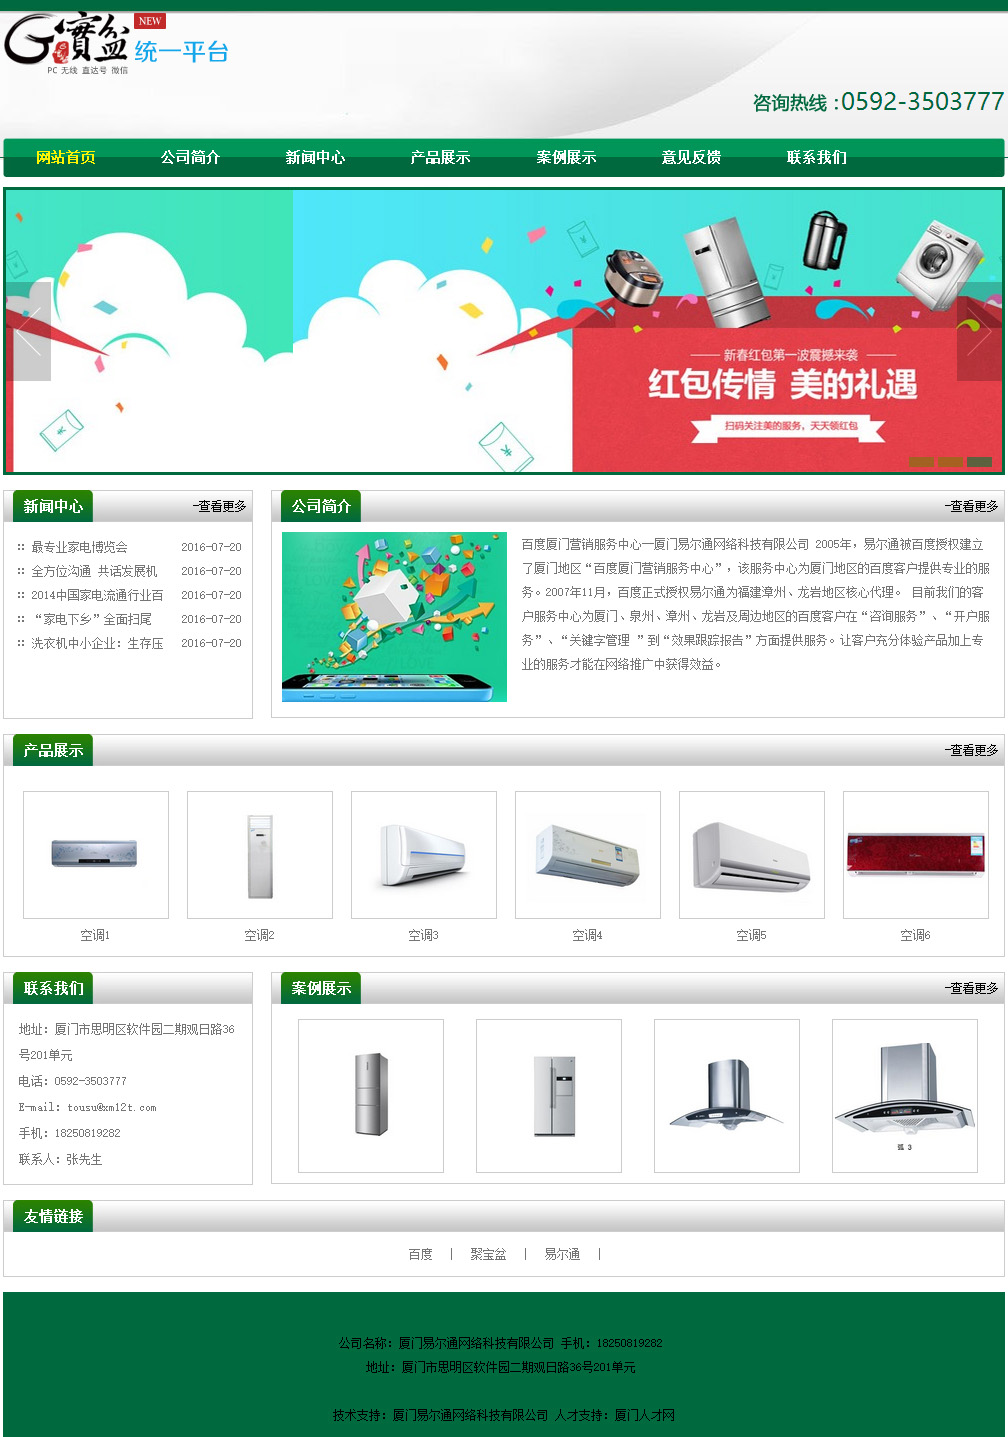 G寶盆 NEW
统一平台
PC 无线 直达号 微信
咨询热线：0592-3503777
网站首页 公司简介 新闻中心 产品展示 案例展示 意见反馈 联系我们
新春红包第一波震撼来袭
红包传情 美的礼遇
扫码关注美的服务，天天领红包
新闻中心 -查看更多
最专业家电博览会 2016-07-20
全方位沟通 共话发展机 2016-07-20
2014中国家电流通行业百 2016-07-20
“家电下乡”全面扫尾 2016-07-20
洗衣机中小企业：生存压 2016-07-20
公司简介 -查看更多
百度厦门营销服务中心—厦门易尔通网络科技有限公司 2005年，易尔通被百度授权建立
了厦门地区“百度厦门营销服务中心”，该服务中心为厦门地区的百度客户提供专业的服
务。2007年11月，百度正式授权易尔通为福建漳州、龙岩地区核心代理。 目前我们的客
户服务中心为厦门、泉州、漳州、龙岩及周边地区的百度客户在“咨询服务”、“开户服
务”、“关键字管理 ”到“效果跟踪报告”方面提供服务。让客户充分体验产品加上专
业的服务才能在网络推广中获得效益。
产品展示 -查看更多
空调1 空调2 空调3 空调4 空调5 空调6
联系我们
地址：厦门市思明区软件园二期观日路36
号201单元
电话：0592-3503777
E-mail：tousu@xm12t.com
手机：18250819282
联系人：张先生
案例展示 -查看更多
弧 3
友情链接
百度 | 聚宝盆 | 易尔通 |
公司名称：厦门易尔通网络科技有限公司 手机：18250819282
地址：厦门市思明区软件园二期观日路36号201单元
技术支持：厦门易尔通网络科技有限公司 人才支持：厦门人才网